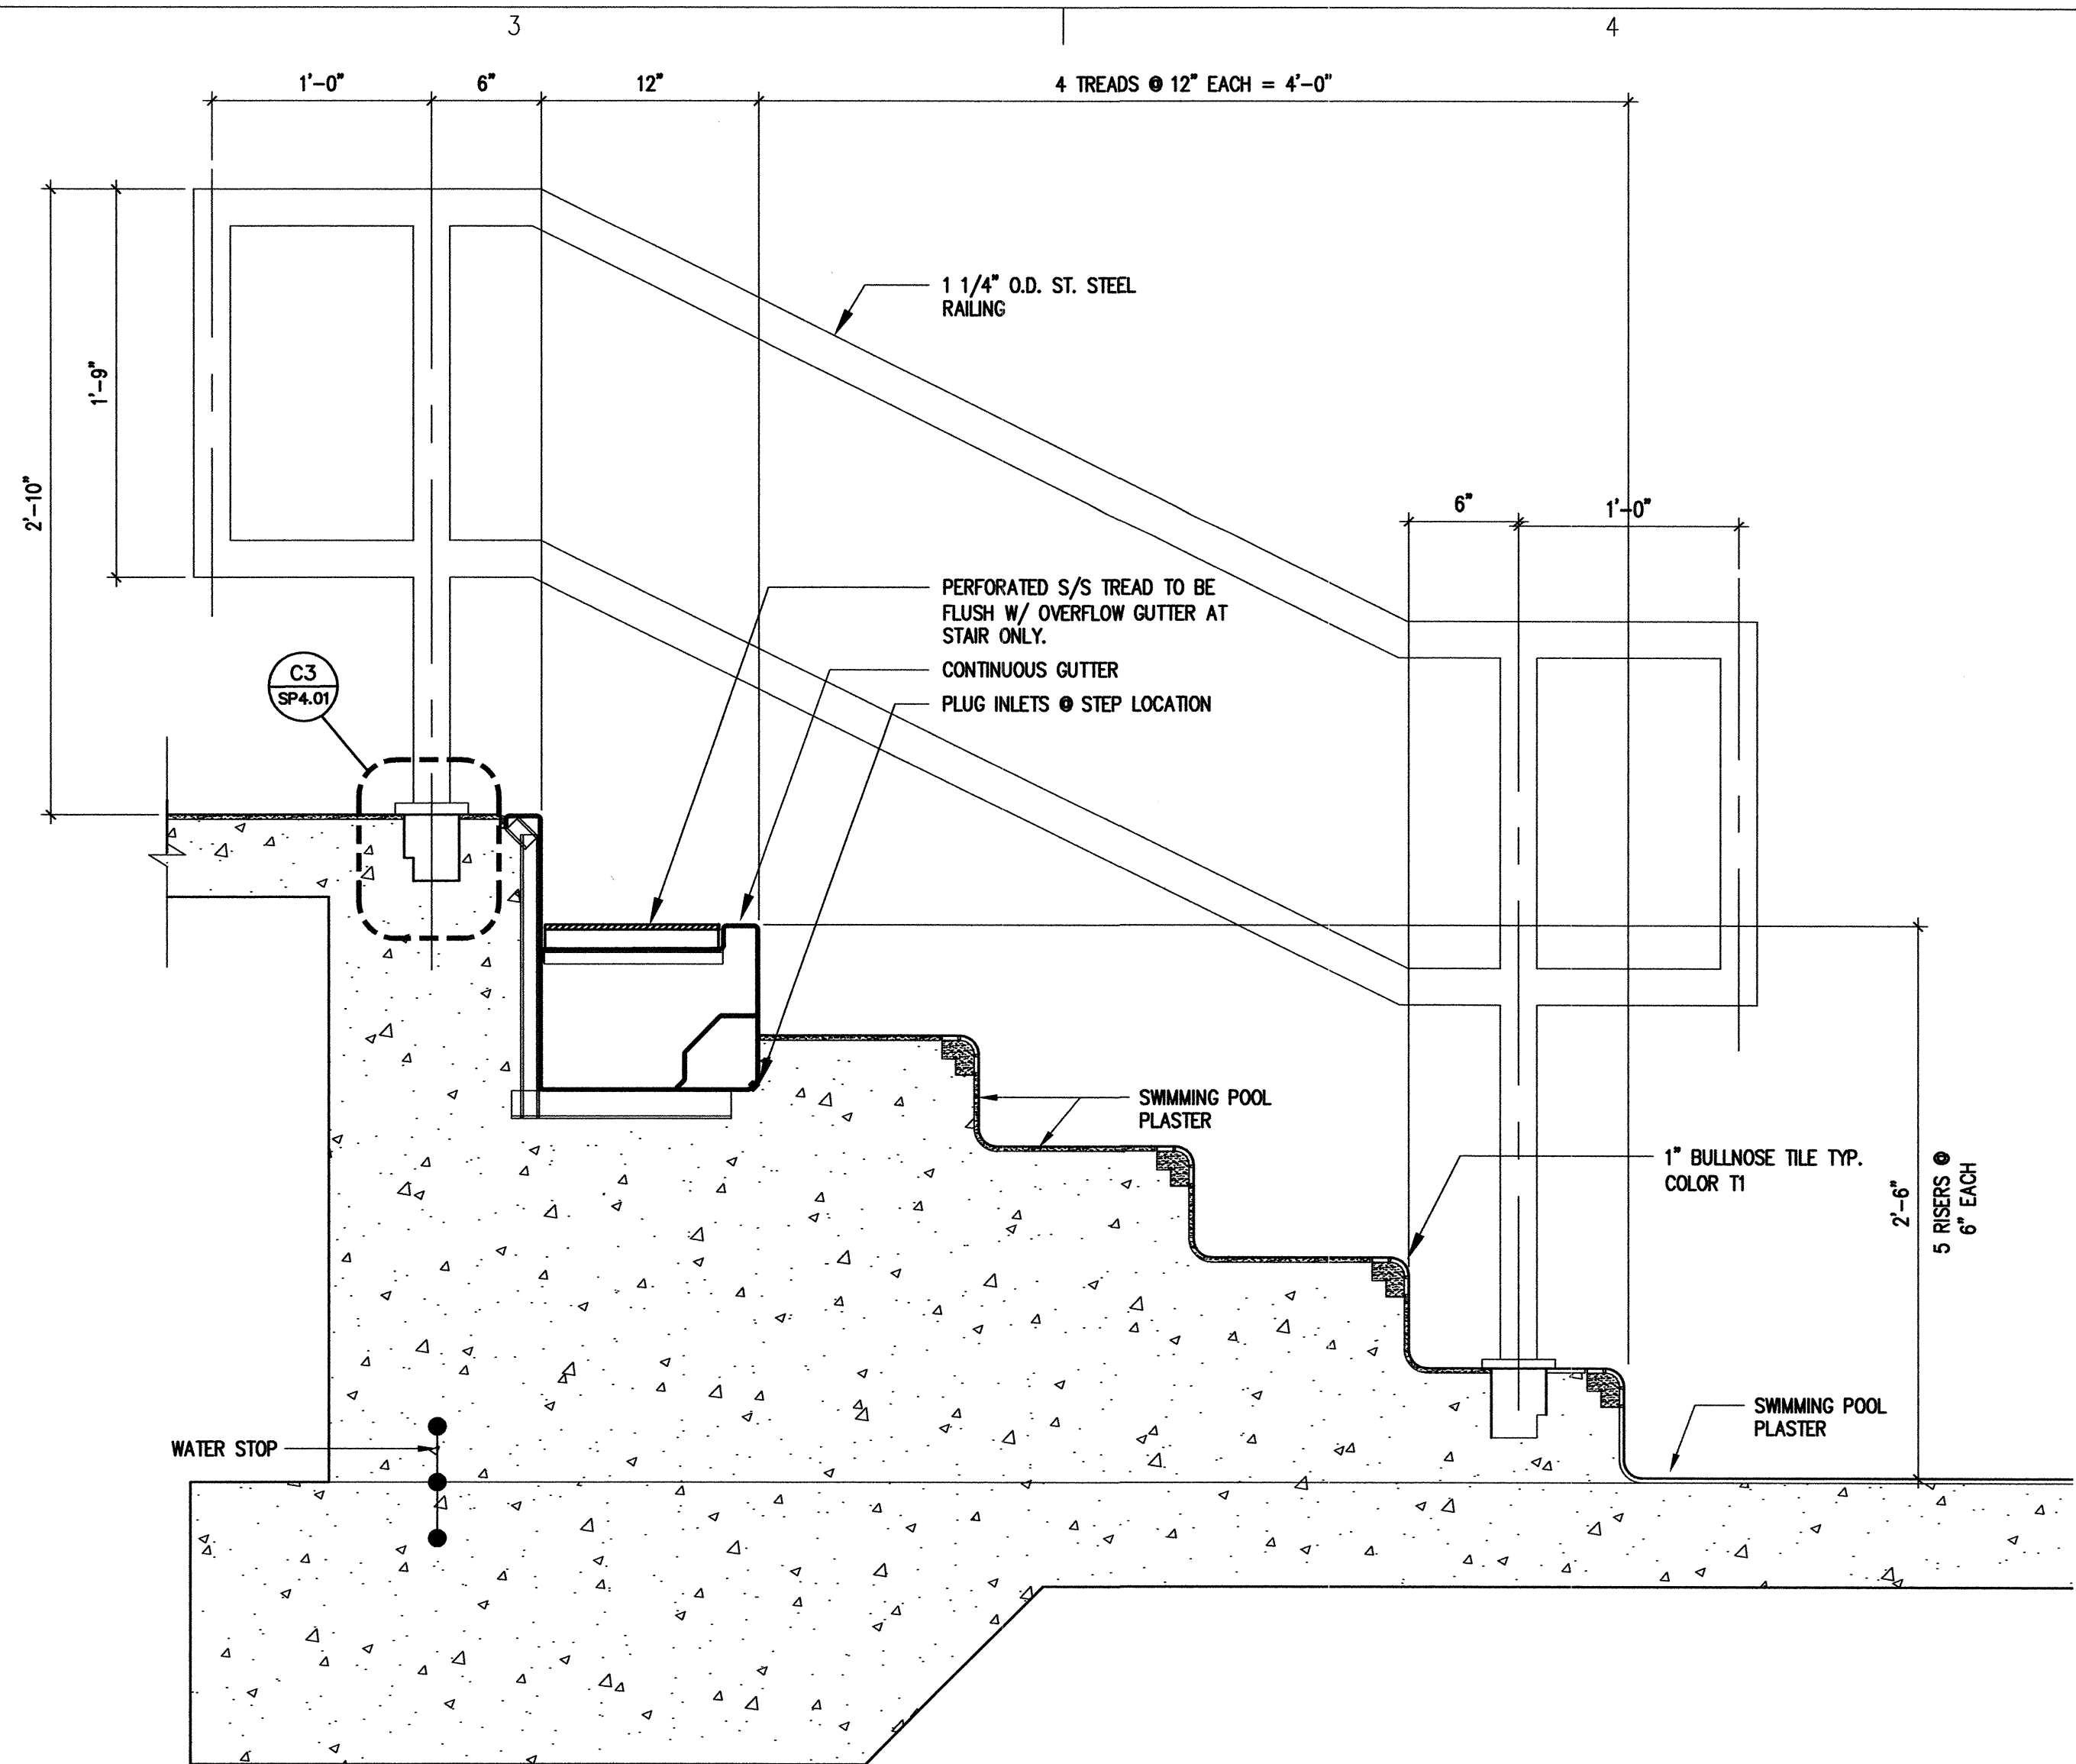 3
4
1'-0"
6"
12"
4 TREADS @ 12" EACH = 4'-0"
1 1/4" O.D. ST. STEEL
RAILING
1'-9"
2'-10"
6"
1'-0"
PERFORATED S/S TREAD TO BE
FLUSH W/ OVERFLOW GUTTER AT
STAIR ONLY.
CONTINUOUS GUTTER
PLUG INLETS @ STEP LOCATION
C3
SP4.01
SWIMMING POOL
PLASTER
1" BULLNOSE TILE TYP.
COLOR T1
2'-6"
5 RISERS @
6" EACH
SWIMMING POOL
PLASTER
WATER STOP